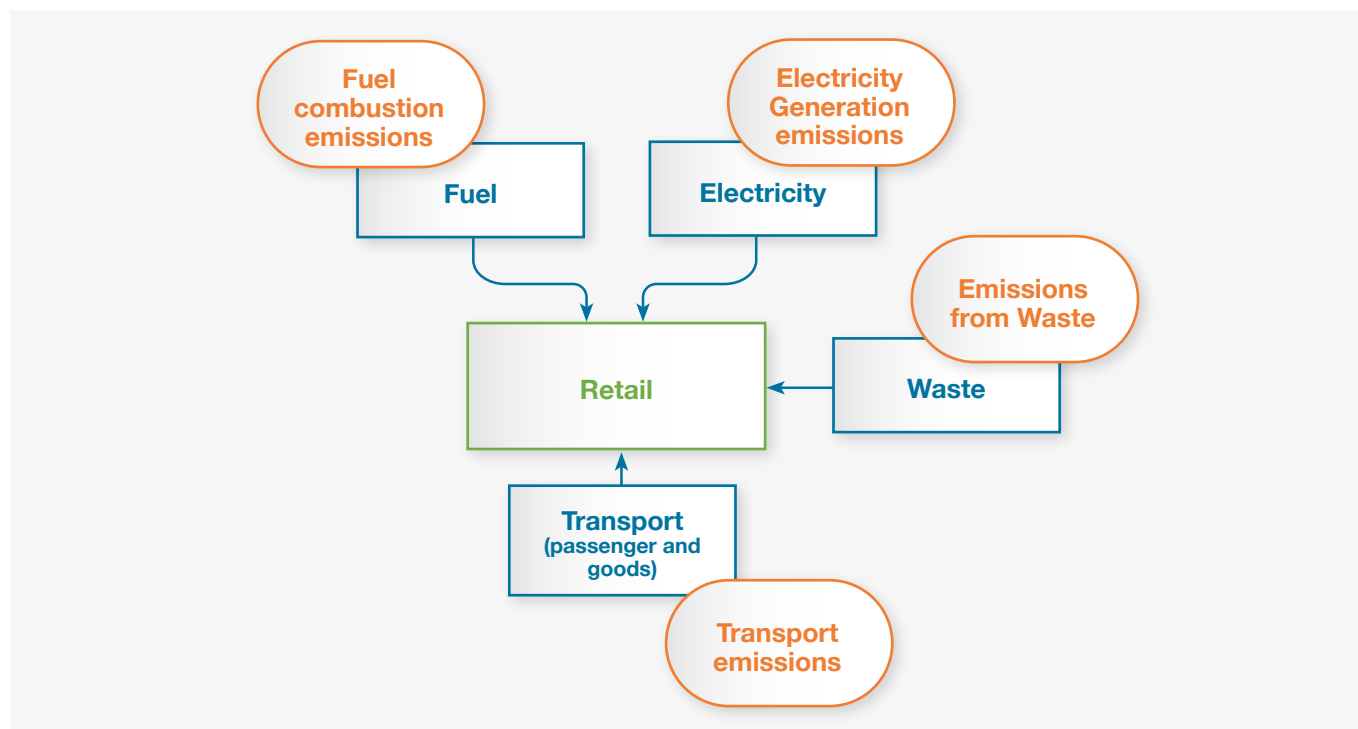 Fuel
combustion
emissions
Fuel
Electricity
Generation
emissions
Electricity
Emissions
from Waste
Waste
Retail
Transport
(passenger and
goods)
Transport
emissions